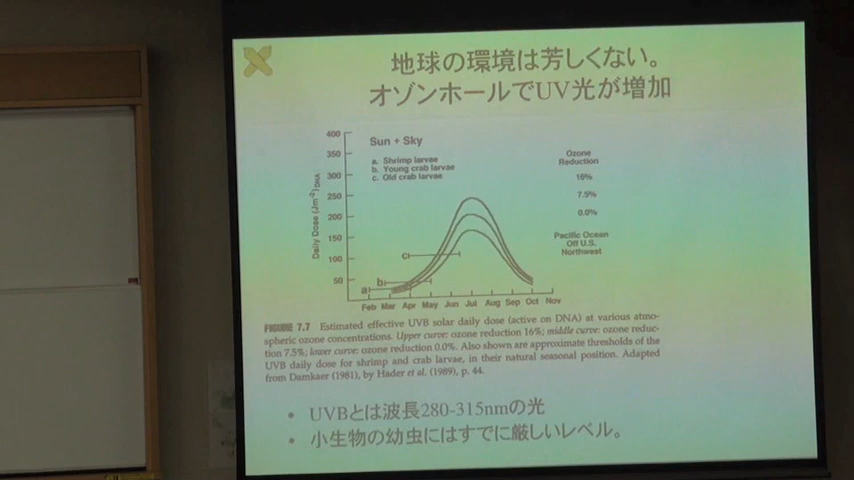 地球の環境は芳しくない。
オゾンホールでUV光が増加
400
350
300
250
200
150
100
50
Daily Dose (Jm⁻²)DNA
Sun + Sky
a. Shrimp larvae
b. Young crab larvae
c. Old crab larvae
c
b
a
Feb Mar Apr May Jun Jul Aug Sep Oct Nov
Ozone
Reduction
16%
7.5%
0.0%
Pacific Ocean
Off U.S.
Northwest
FIGURE 7.7 Estimated effective UVB solar daily dose (active on DNA) at various atmo-
spheric ozone concentrations. Upper curve: ozone reduction 16%; middle curve: ozone reduc-
tion 7.5%; lower curve: ozone reduction 0.0%. Also shown are approximate thresholds of the
UVB daily dose for shrimp and crab larvae, in their natural seasonal position. Adapted
from Damkaer (1981), by Hader et al. (1989), p. 44.
• UVBとは波長280-315nmの光
• 小生物の幼虫にはすでに厳しいレベル。